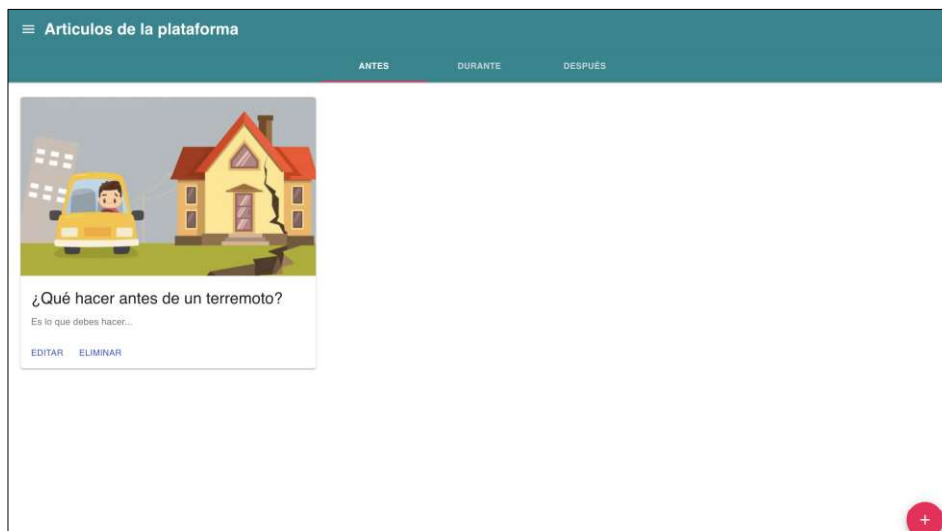 Articulos de la plataforma
ANTES DURANTE DESPUÉS
¿Qué hacer antes de un terremoto?
Es lo que debes hacer...
EDITAR ELIMINAR
+